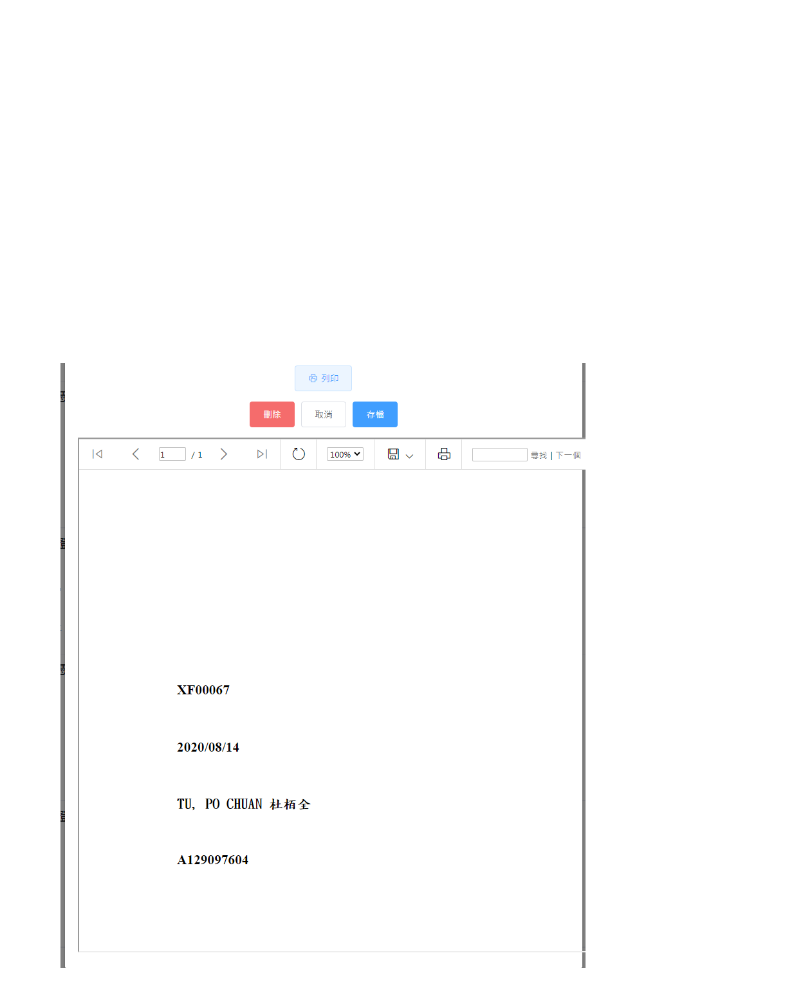 列印
刪除 取消 存檔
1 / 1 100% 尋找 | 下一個
XF00067
2020/08/14
TU, PO CHUAN 杜栢全
A129097604